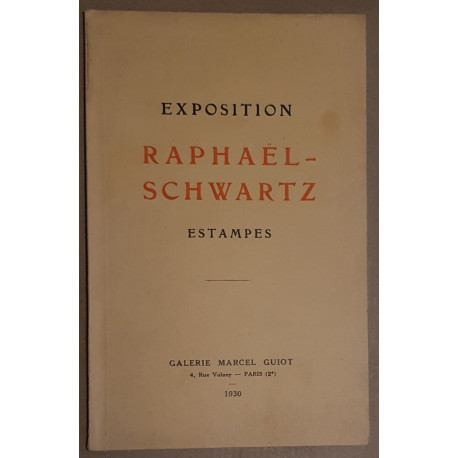 EXPOSITION
RAPHAËL-
SCHWARTZ
ESTAMPES
GALERIE MARCEL GUIOT
4, Rue Volney — PARIS (2e)
1930